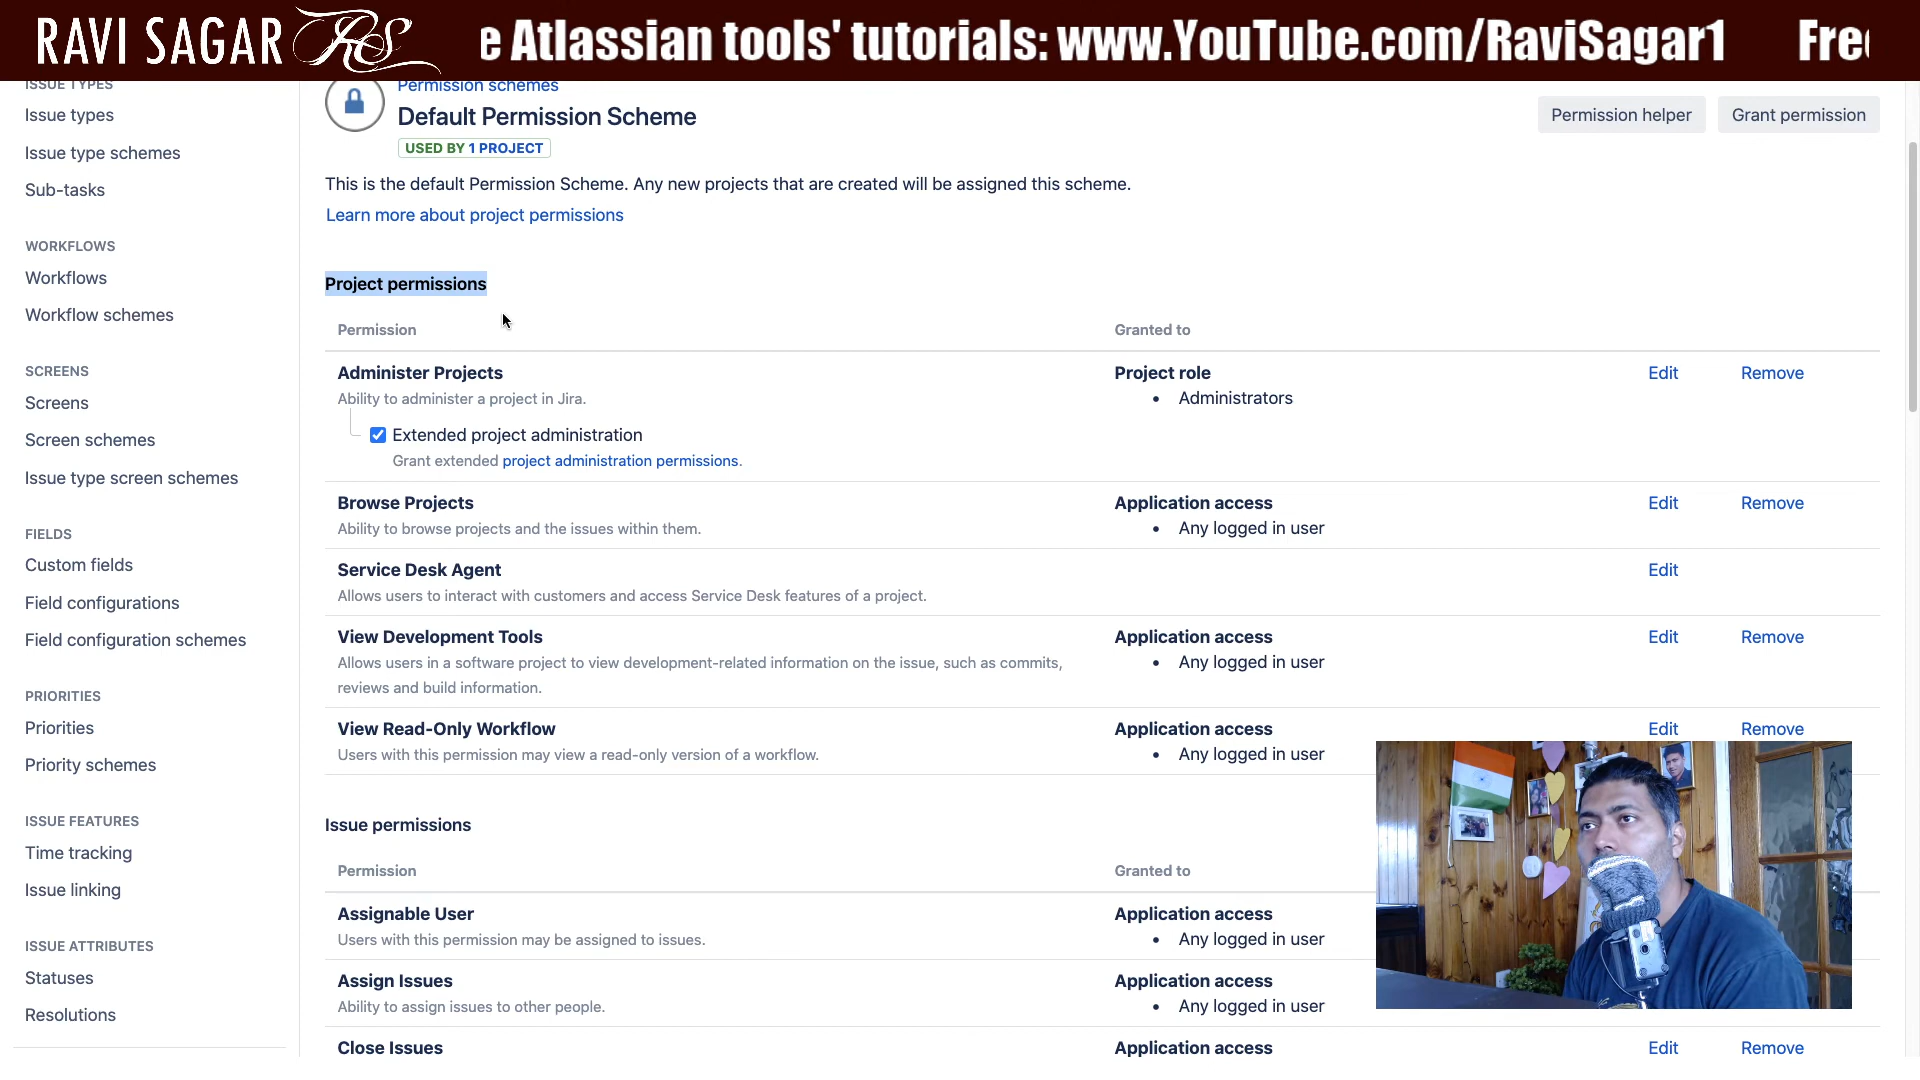 RAVI SAGAR RS e Atlassian tools' tutorials: www.YouTube.com/RaviSagar1 Free
ISSUE TYPES
Issue types
Issue type schemes
Sub-tasks
WORKFLOWS
Workflows
Workflow schemes
SCREENS
Screens
Screen schemes
Issue type screen schemes
FIELDS
Custom fields
Field configurations
Field configuration schemes
PRIORITIES
Priorities
Priority schemes
ISSUE FEATURES
Time tracking
Issue linking
ISSUE ATTRIBUTES
Statuses
Resolutions
Permission schemes
Default Permission Scheme
USED BY 1 PROJECT
Permission helper
Grant permission
This is the default Permission Scheme. Any new projects that are created will be assigned this scheme.
Learn more about project permissions
Project permissions
Permission Granted to
Administer Projects Project role Edit Remove
Ability to administer a project in Jira. • Administrators
Extended project administration
Grant extended project administration permissions.
Browse Projects Application access Edit Remove
Ability to browse projects and the issues within them. • Any logged in user
Service Desk Agent Edit
Allows users to interact with customers and access Service Desk features of a project.
View Development Tools Application access Edit Remove
Allows users in a software project to view development-related information on the issue, such as commits, • Any logged in user
reviews and build information.
View Read-Only Workflow Application access Edit Remove
Users with this permission may view a read-only version of a workflow. • Any logged in user
Issue permissions
Permission Granted to
Assignable User Application access
Users with this permission may be assigned to issues. • Any logged in user
Assign Issues Application access
Ability to assign issues to other people. • Any logged in user
Close Issues Application access Edit Remove